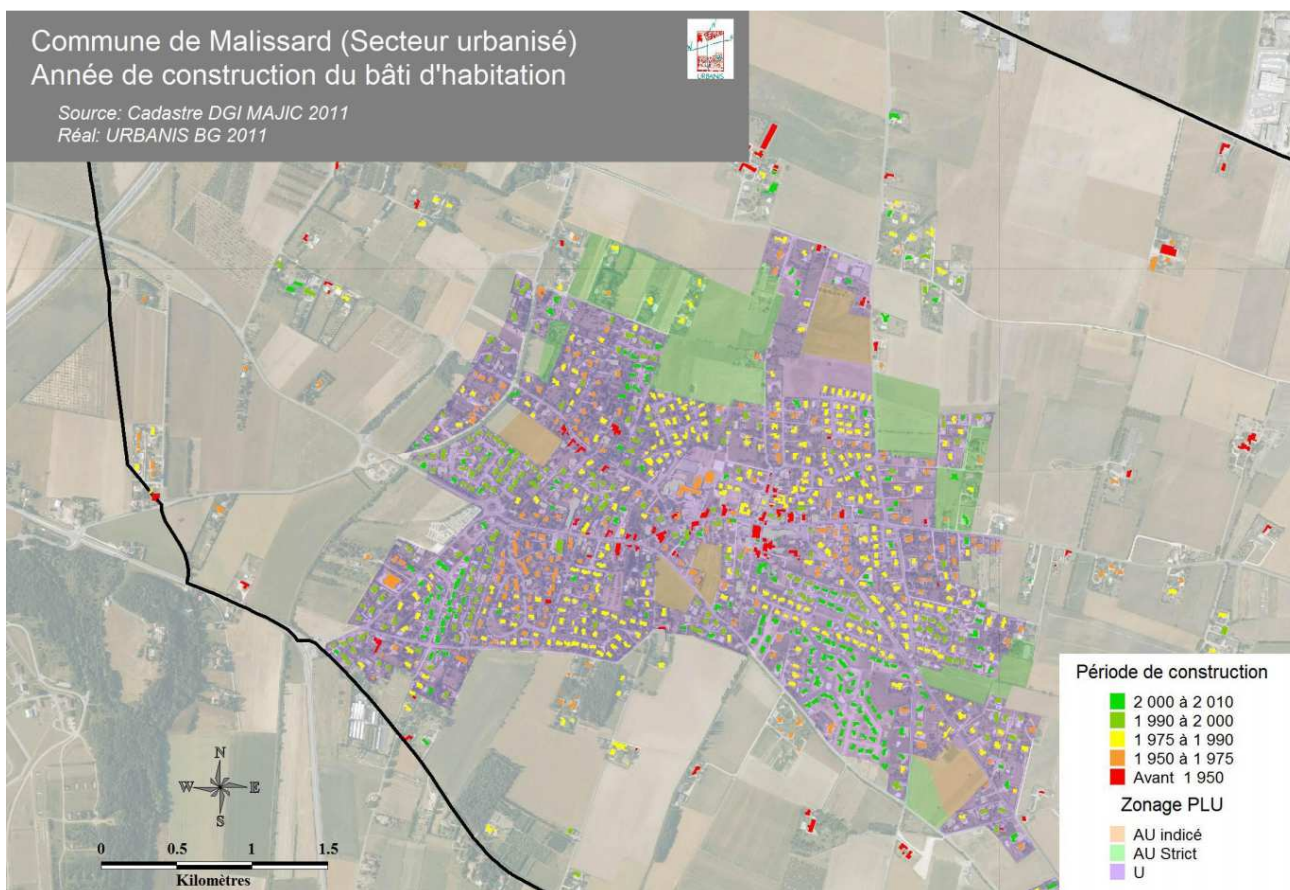 Commune de Malissard (Secteur urbanisé)
Année de construction du bâti d'habitation
Source: Cadastre DGI MAJIC 2011
Réal: URBANIS BG 2011
URBANIS
Période de construction
2 000 à 2 010
1 990 à 2 000
1 975 à 1 990
1 950 à 1 975
Avant 1 950
Zonage PLU
AU indicé
AU Strict
U
N
W E
S
0 0.5 1 1.5
Kilomètres